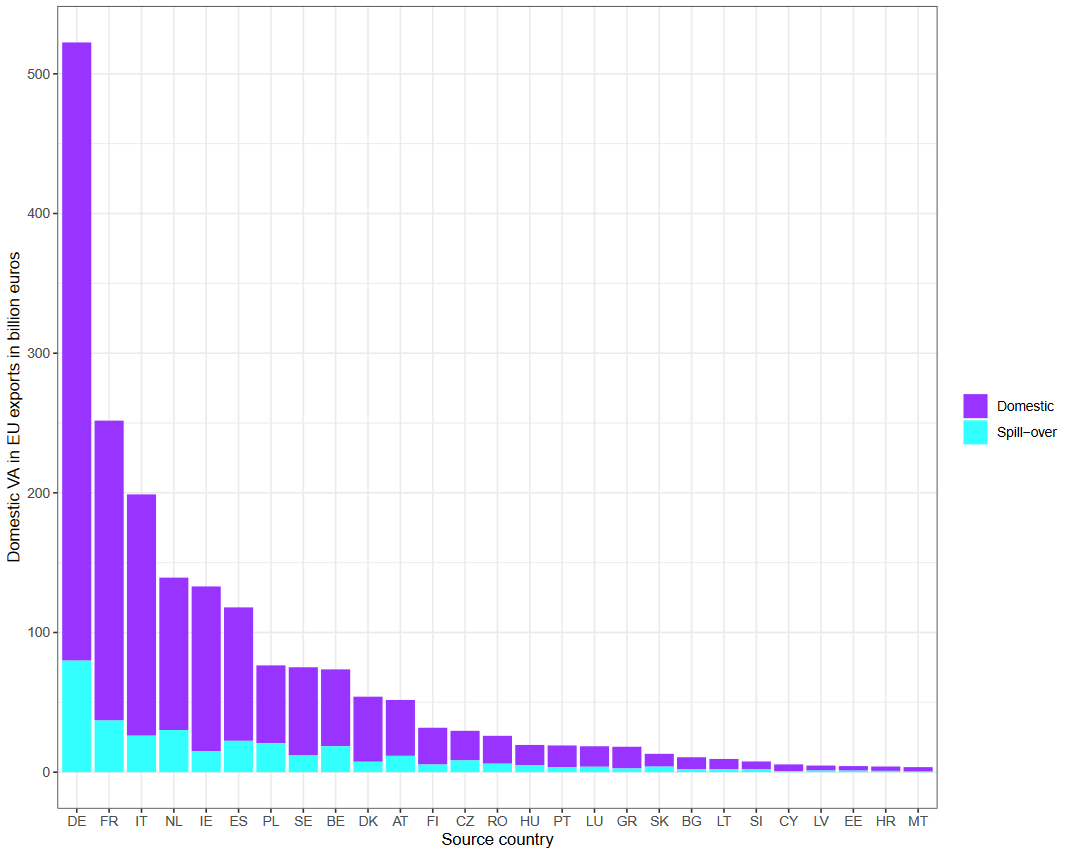 Domestic VA in EU exports in billion euros
500
400
300
200
100
0
DE FR IT NL IE ES PL SE BE DK AT FI CZ RO HU PT LU GR SK BG LT SI CY LV EE HR MT
Source country
Domestic
Spill−over